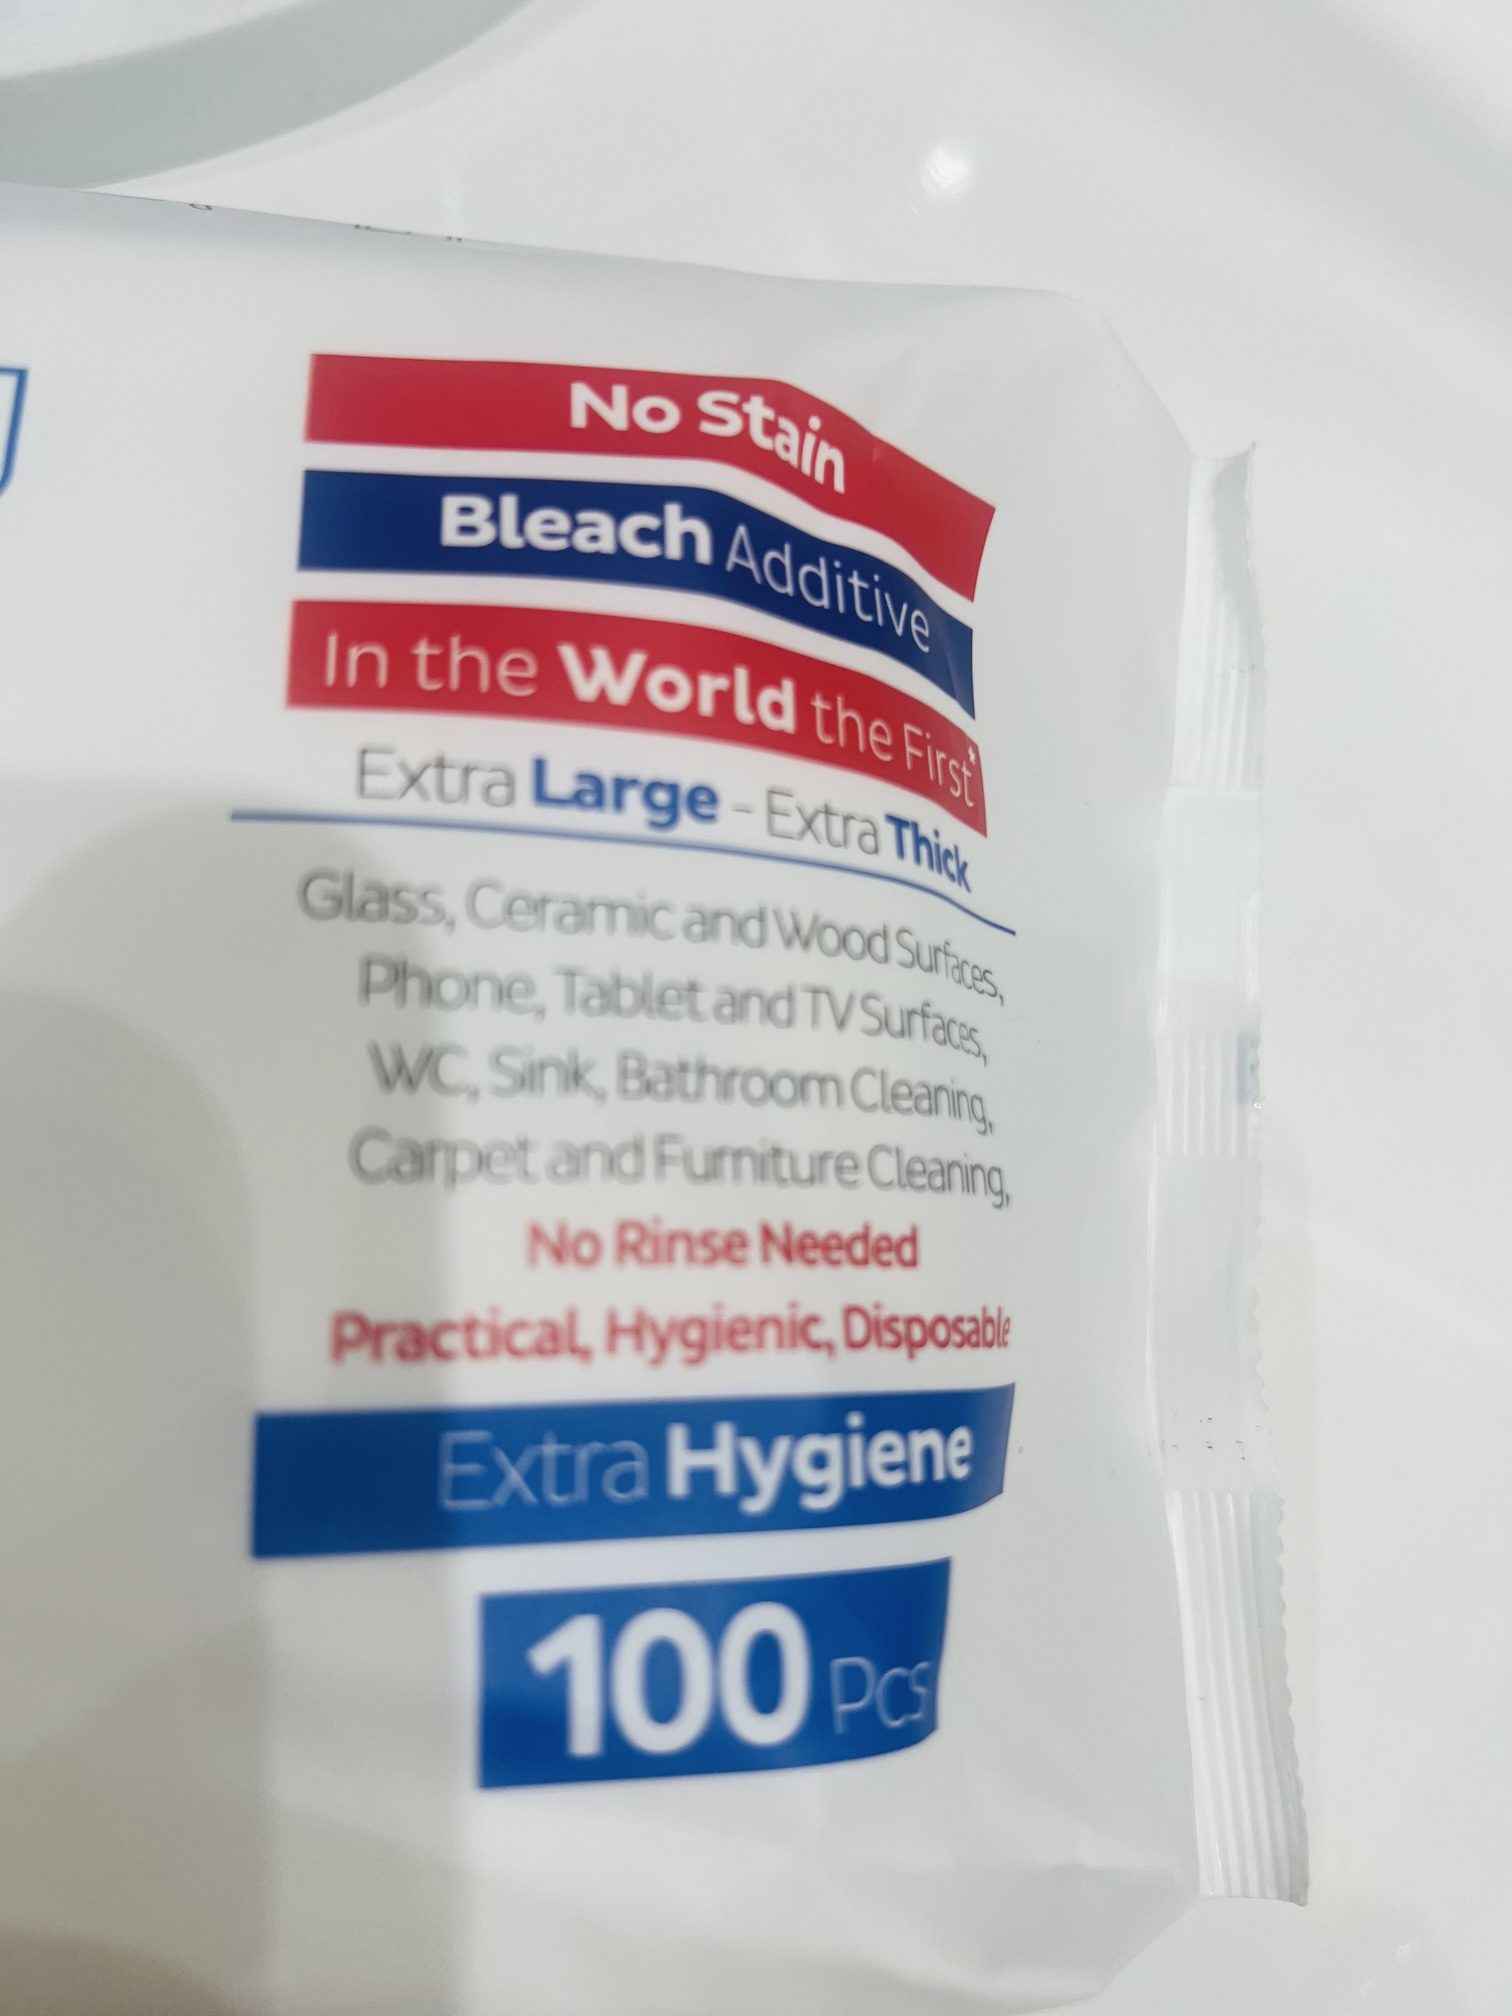 No Stain
Bleach Additive
In the World the First*
Extra Large - Extra Thick
Glass, Ceramic and Wood Surfaces,
Phone, Tablet and TV Surfaces,
WC, Sink, Bathroom Cleaning,
Carpet and Furniture Cleaning,
No Rinse Needed
Practical, Hygienic, Disposable
Extra Hygiene
100 Pcs